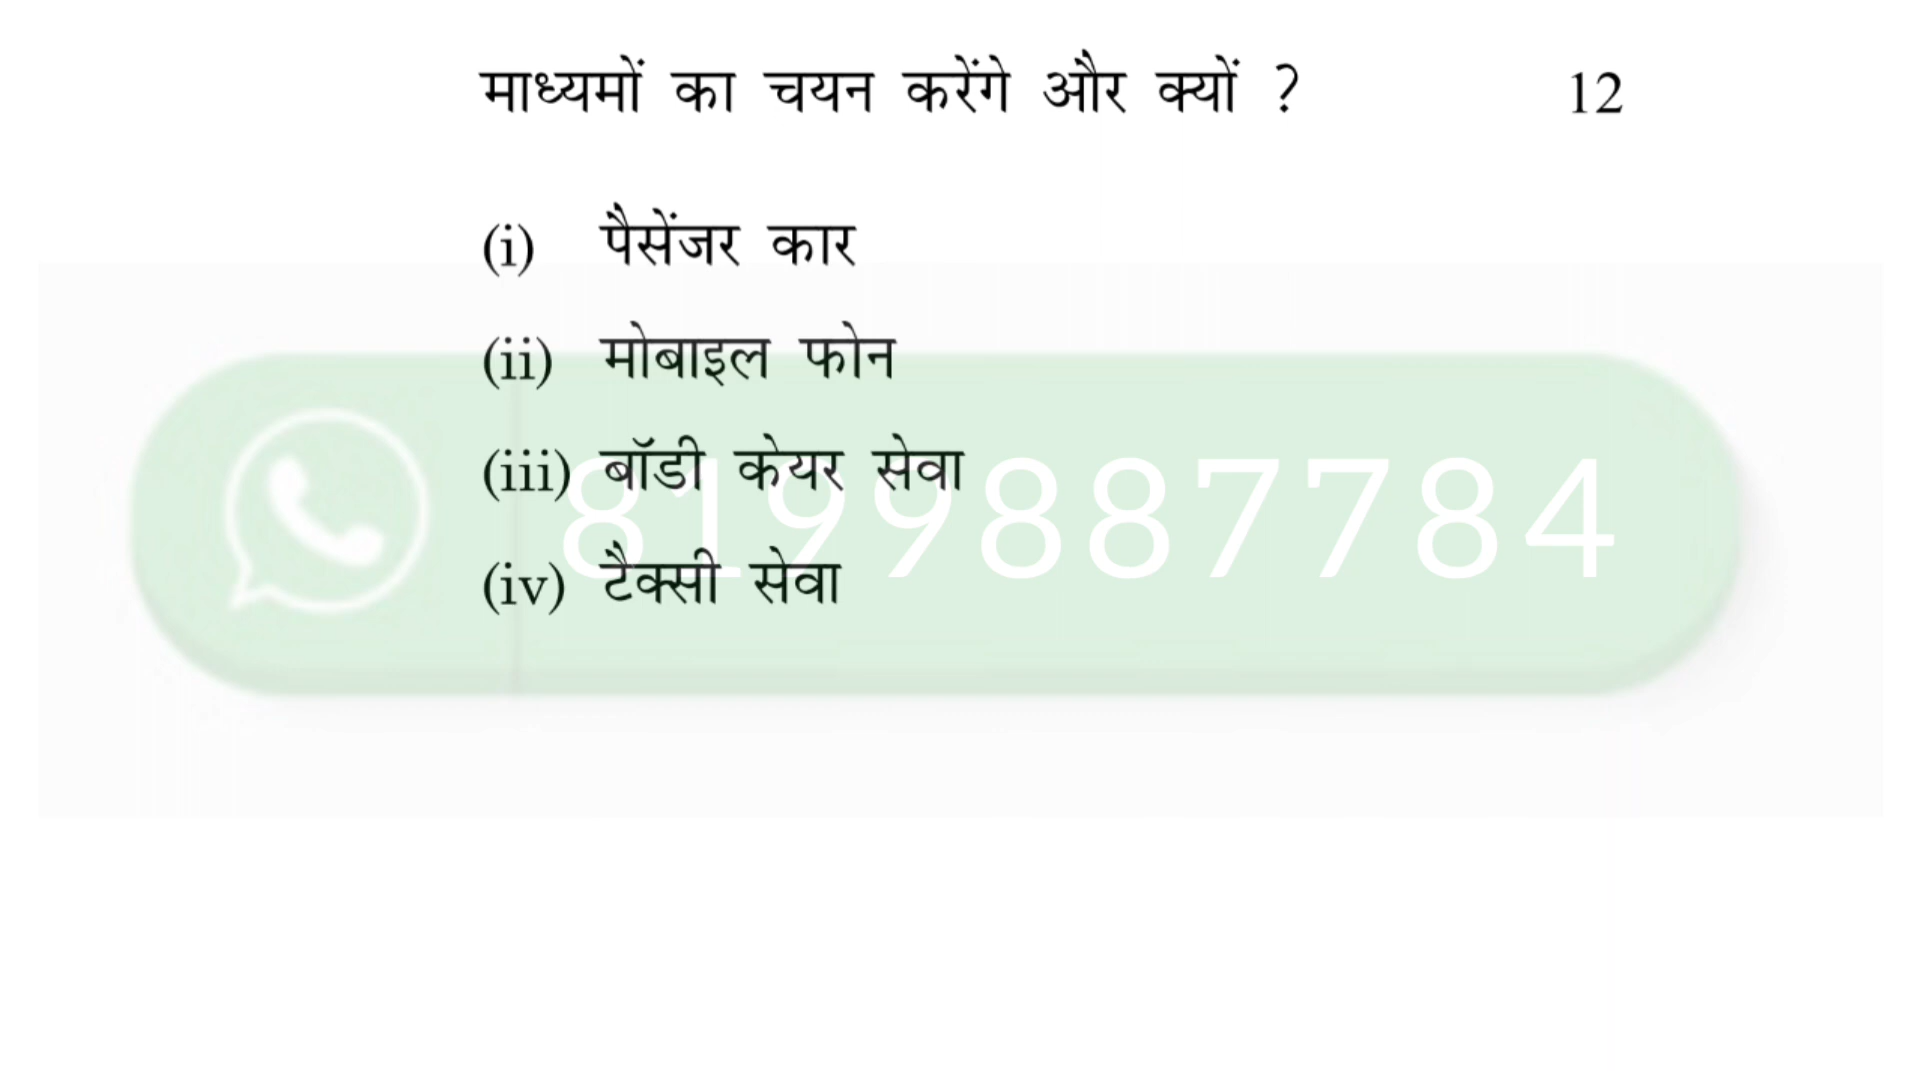 माध्यमों का चयन करेंगे और क्यों ? 12
(i) पैसेंजर कार
(ii) मोबाइल फोन
(iii) बॉडी केयर सेवा
8199887784
(iv) टैक्सी सेवा